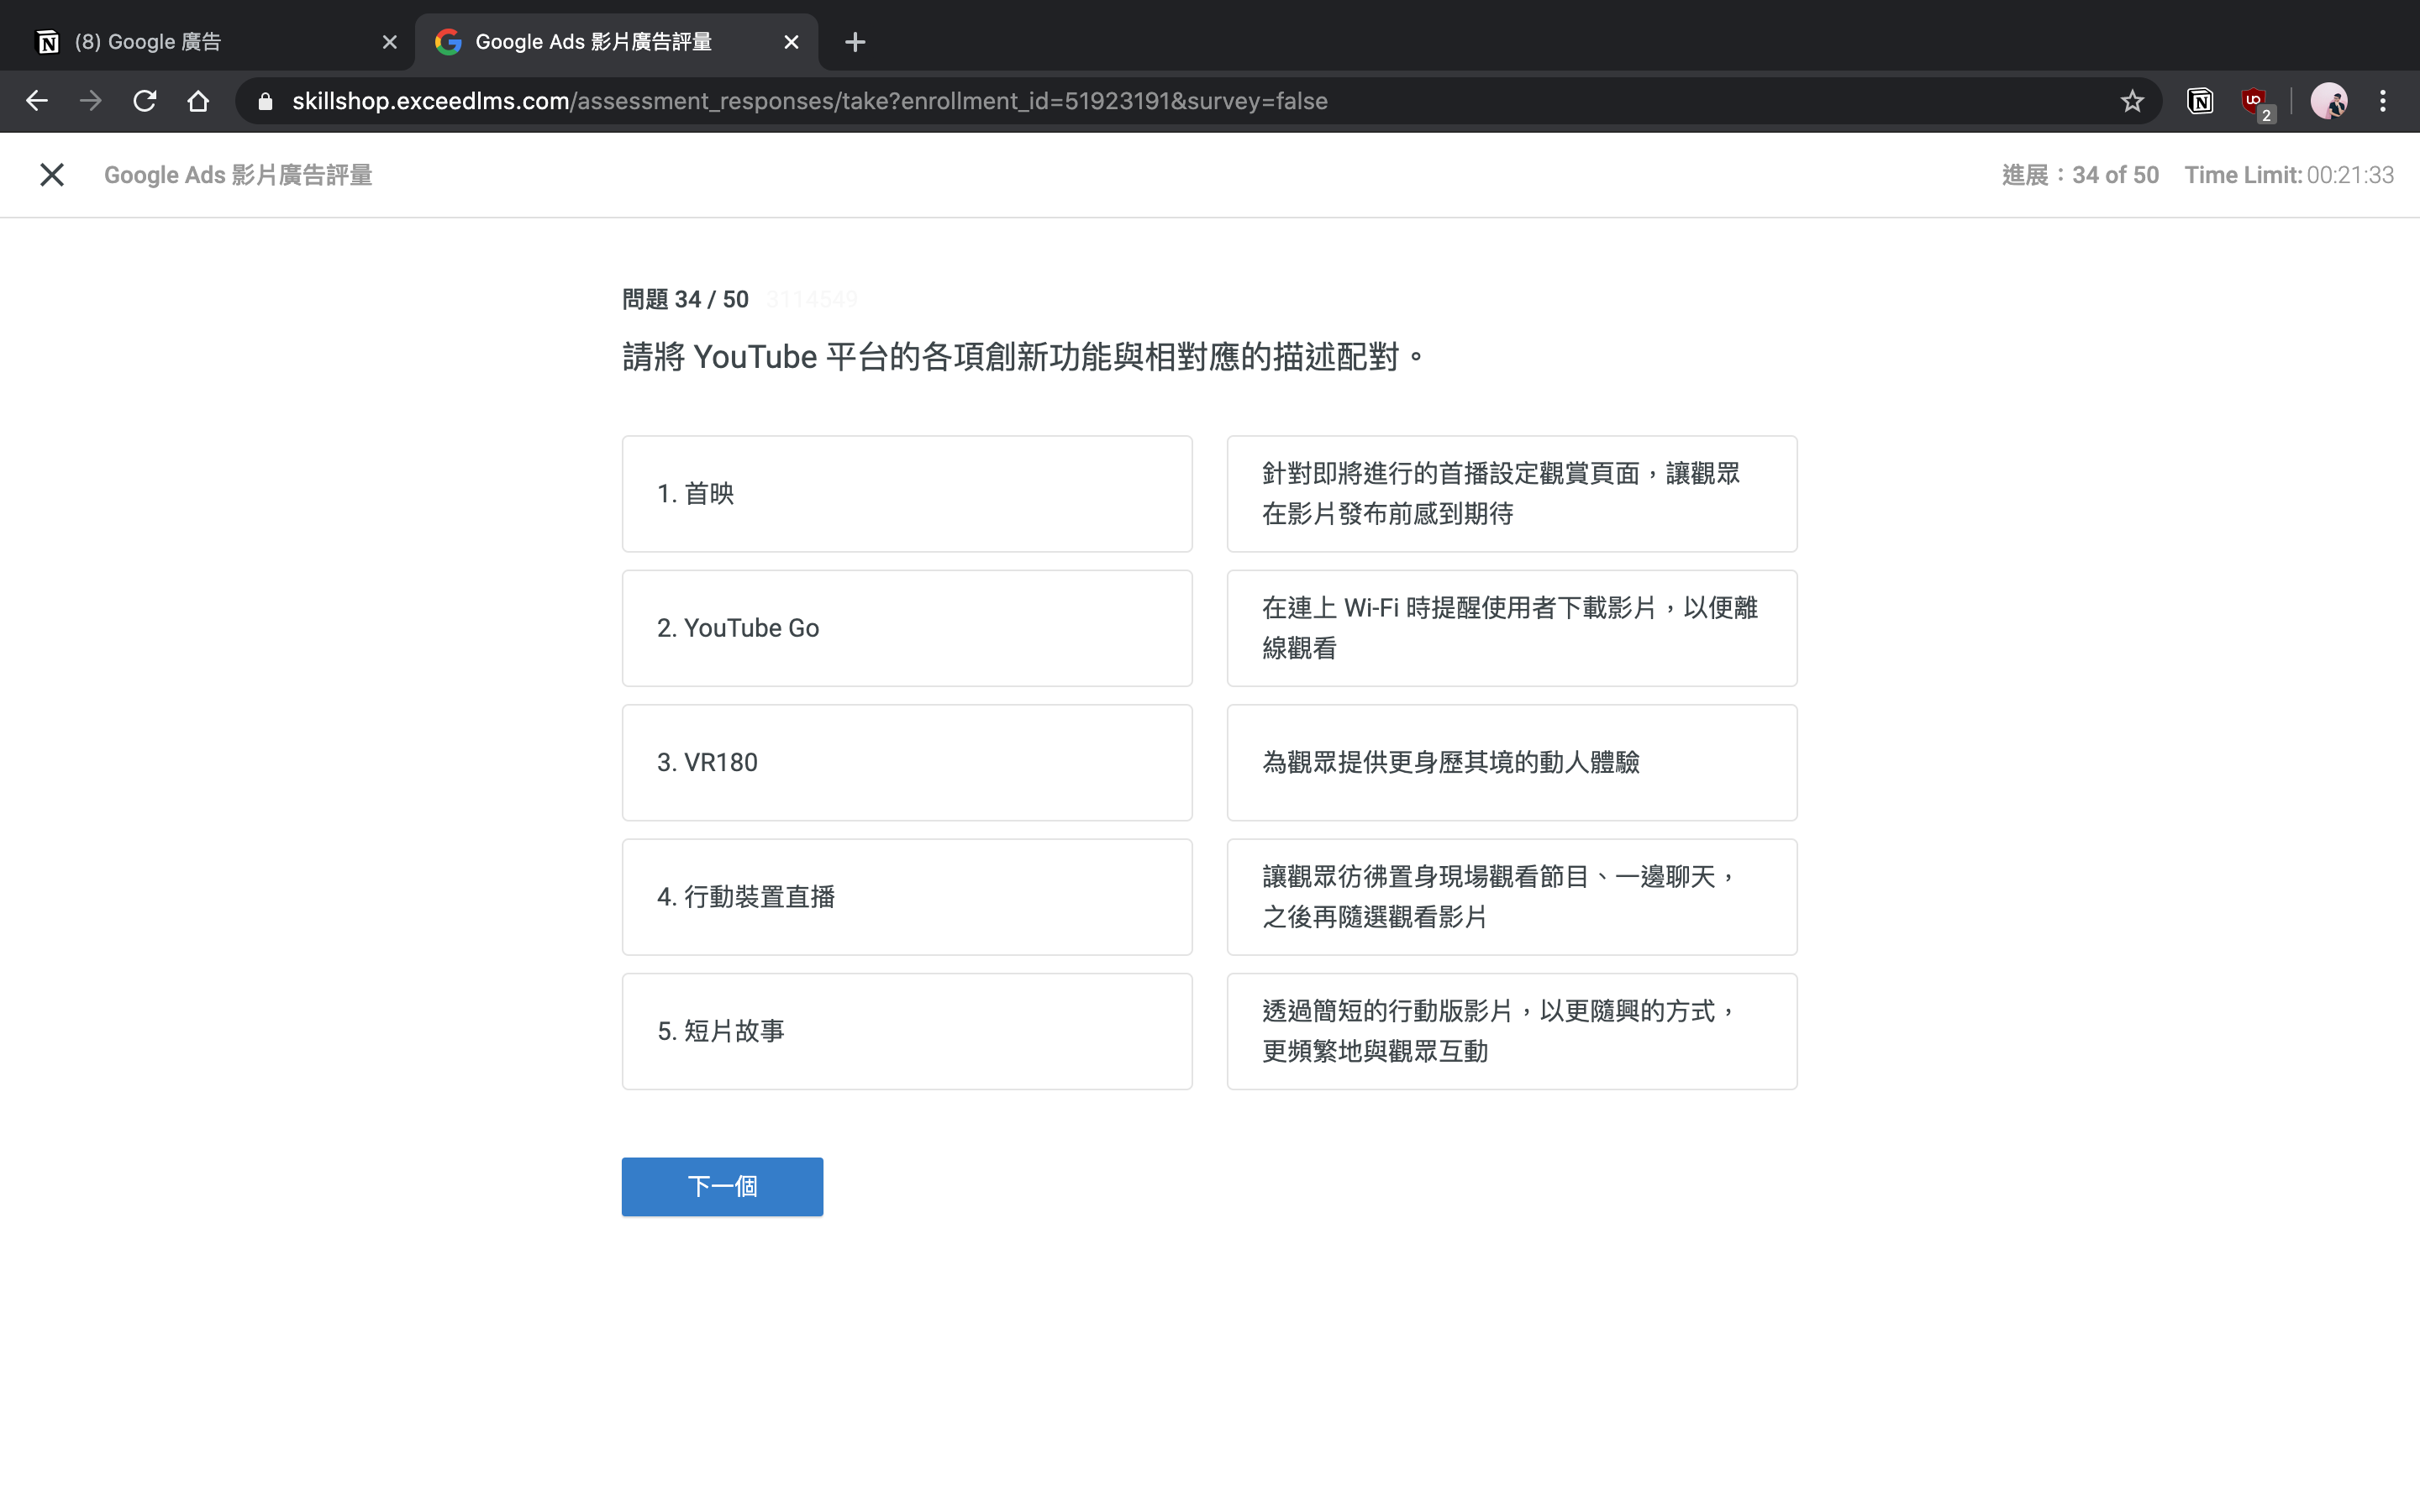 (8) Google 廣告
Google Ads 影片廣告評量
skillshop.exceedlms.com/assessment_responses/take?enrollment_id=51923191&survey=false
2
Google Ads 影片廣告評量
進展：34 of 50 Time Limit: 00:21:33
問題 34 / 50 3114549
請將 YouTube 平台的各項創新功能與相對應的描述配對。
1. 首映
針對即將進行的首播設定觀賞頁面，讓觀眾
在影片發布前感到期待
2. YouTube Go
在連上 Wi-Fi 時提醒使用者下載影片，以便離
線觀看
3. VR180
為觀眾提供更身歷其境的動人體驗
4. 行動裝置直播
讓觀眾彷彿置身現場觀看節目、一邊聊天，
之後再隨選觀看影片
5. 短片故事
透過簡短的行動版影片，以更隨興的方式，
更頻繁地與觀眾互動
下一個